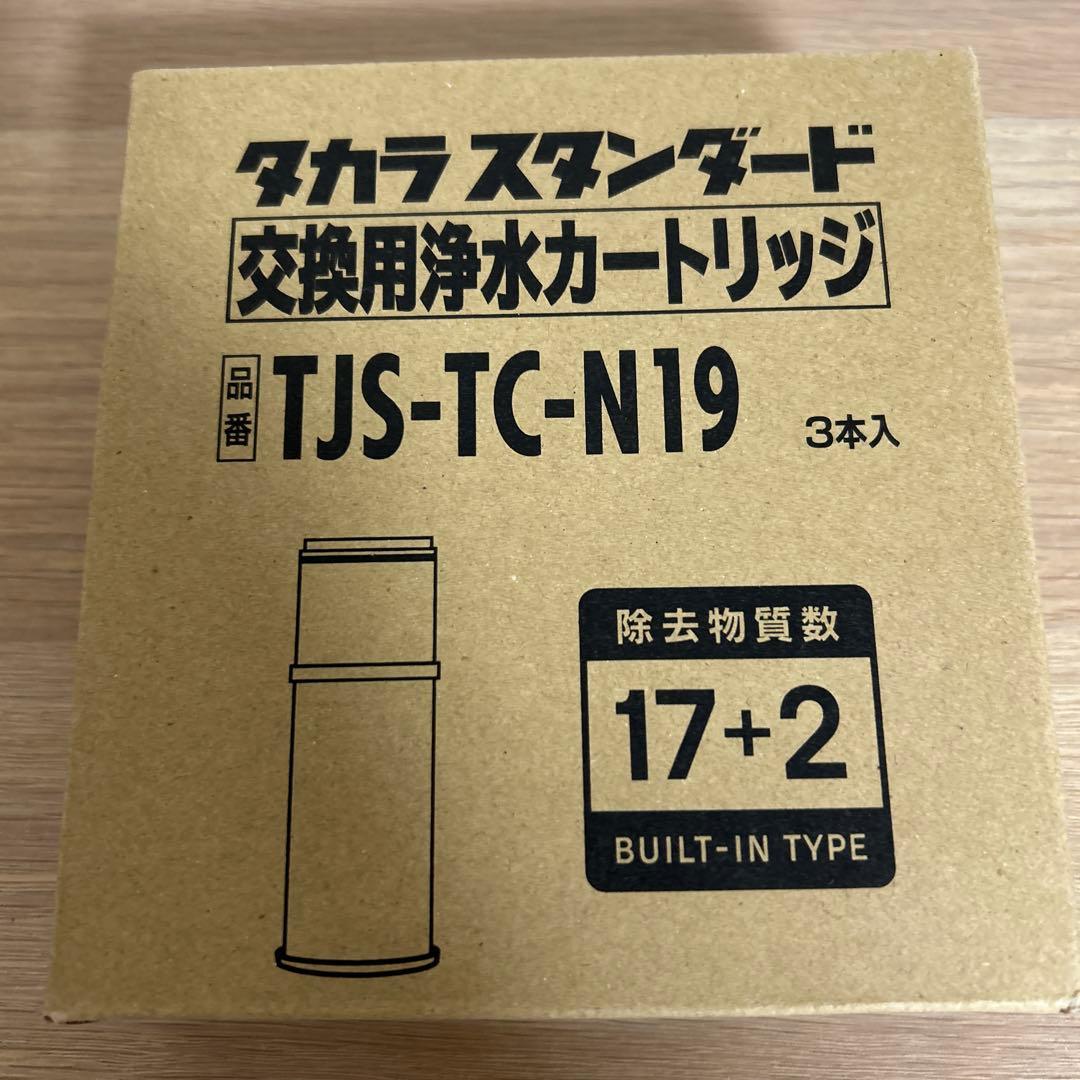 タカラスタンダード
交換用浄水カートリッジ
品番 TJS-TC-N19 3本入
除去物質数
17+2
BUILT-IN TYPE